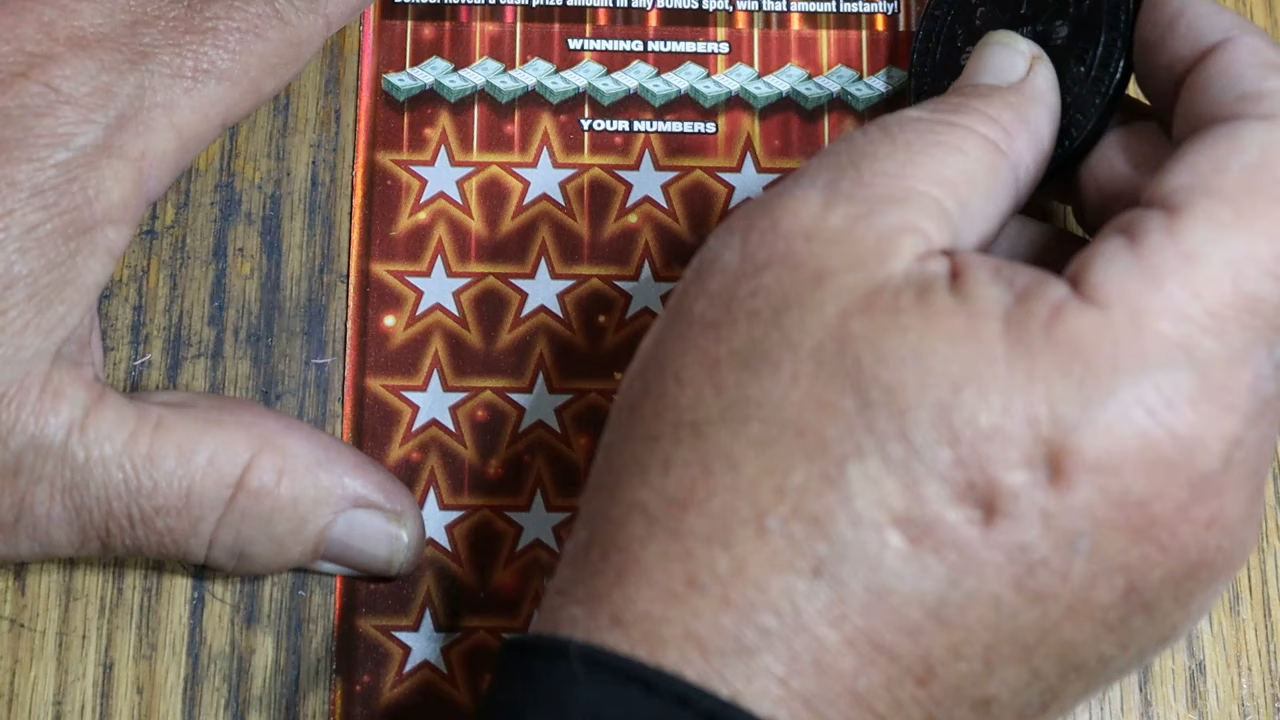 BONUS: Reveal a cash prize amount in any BONUS spot, win that amount instantly!
WINNING NUMBERS
YOUR NUMBERS